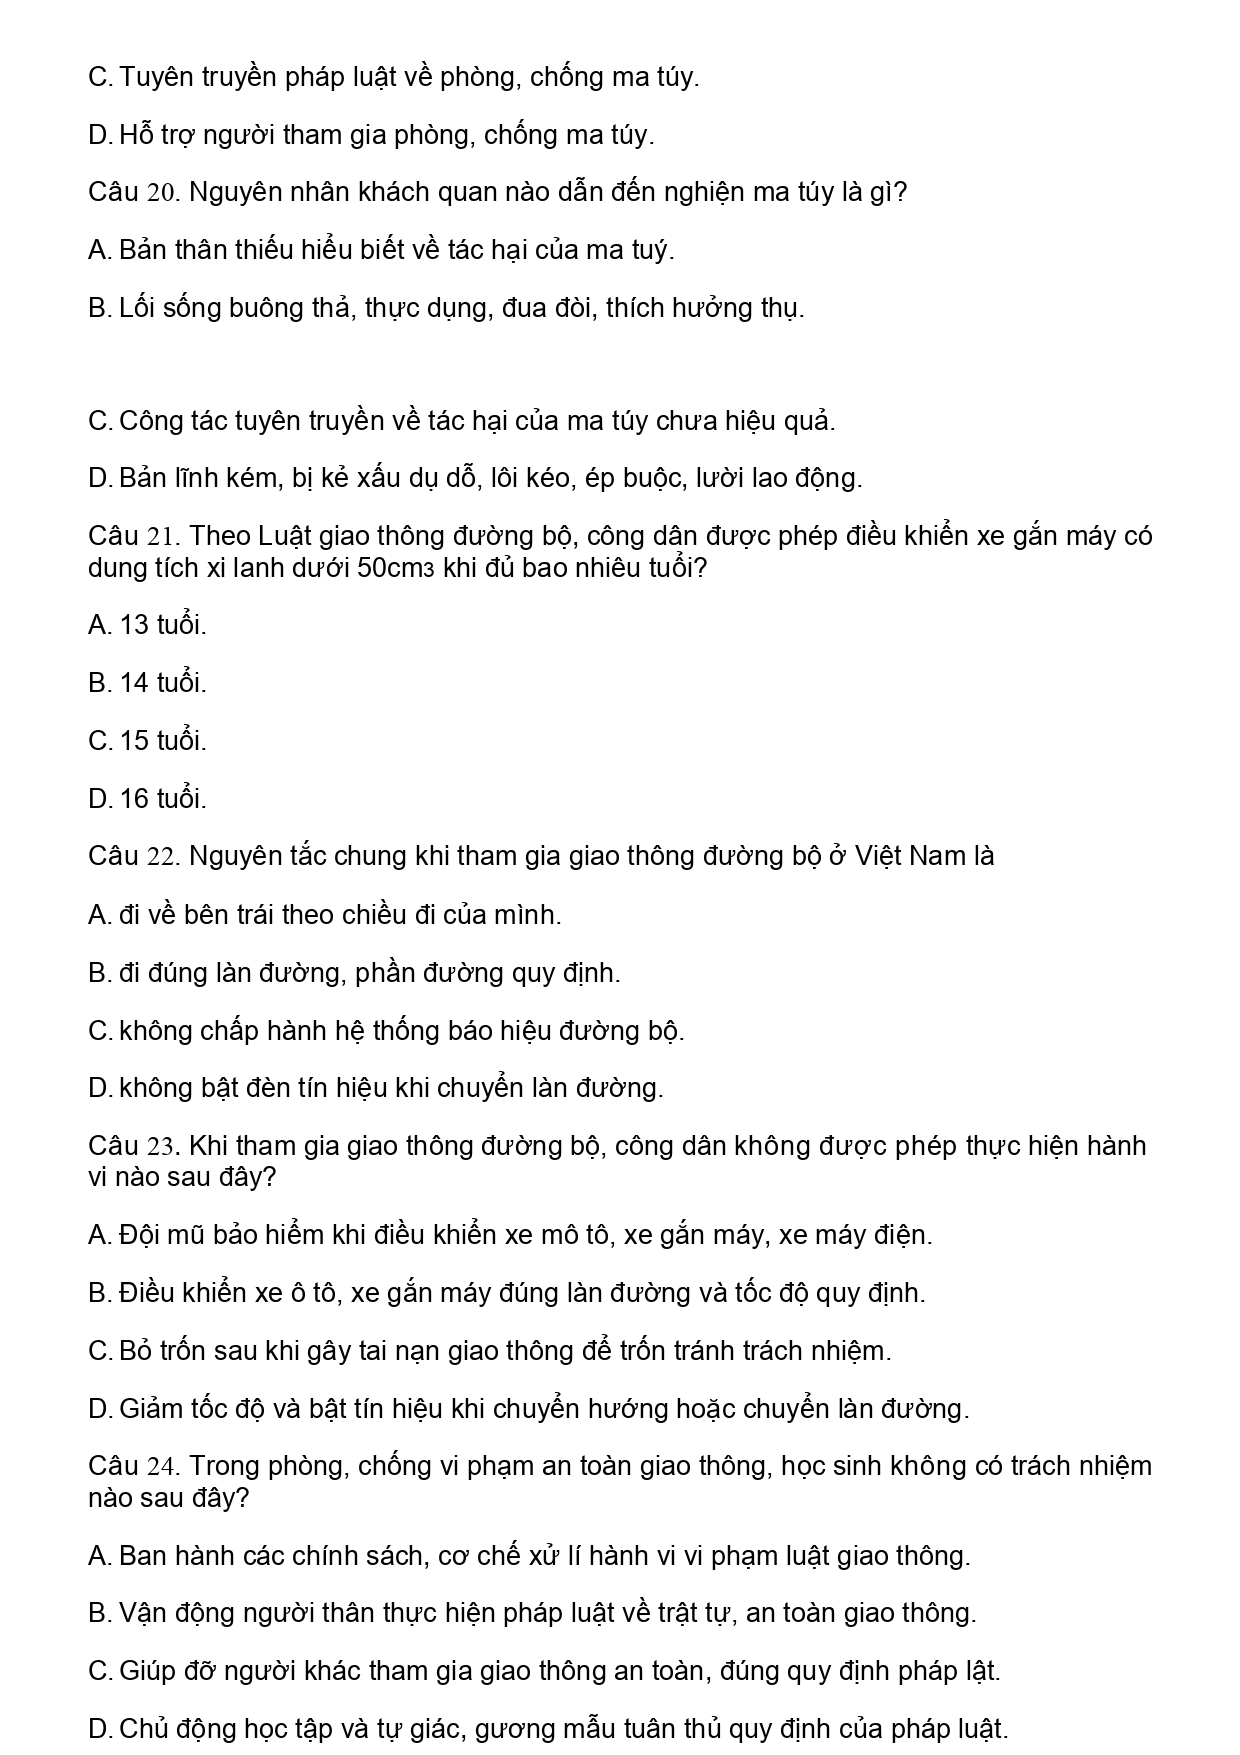 C. Tuyên truyền pháp luật về phòng, chống ma túy.
D. Hỗ trợ người tham gia phòng, chống ma túy.
Câu 20. Nguyên nhân khách quan nào dẫn đến nghiện ma túy là gì?
A. Bản thân thiếu hiểu biết về tác hại của ma tuý.
B. Lối sống buông thả, thực dụng, đua đòi, thích hưởng thụ.
C. Công tác tuyên truyền về tác hại của ma túy chưa hiệu quả.
D. Bản lĩnh kém, bị kẻ xấu dụ dỗ, lôi kéo, ép buộc, lười lao động.
Câu 21. Theo Luật giao thông đường bộ, công dân được phép điều khiển xe gắn máy có
dung tích xi lanh dưới 50cm3 khi đủ bao nhiêu tuổi?
A. 13 tuổi.
B. 14 tuổi.
C. 15 tuổi.
D. 16 tuổi.
Câu 22. Nguyên tắc chung khi tham gia giao thông đường bộ ở Việt Nam là
A. đi về bên trái theo chiều đi của mình.
B. đi đúng làn đường, phần đường quy định.
C. không chấp hành hệ thống báo hiệu đường bộ.
D. không bật đèn tín hiệu khi chuyển làn đường.
Câu 23. Khi tham gia giao thông đường bộ, công dân không được phép thực hiện hành
vi nào sau đây?
A. Đội mũ bảo hiểm khi điều khiển xe mô tô, xe gắn máy, xe máy điện.
B. Điều khiển xe ô tô, xe gắn máy đúng làn đường và tốc độ quy định.
C. Bỏ trốn sau khi gây tai nạn giao thông để trốn tránh trách nhiệm.
D. Giảm tốc độ và bật tín hiệu khi chuyển hướng hoặc chuyển làn đường.
Câu 24. Trong phòng, chống vi phạm an toàn giao thông, học sinh không có trách nhiệm
nào sau đây?
A. Ban hành các chính sách, cơ chế xử lí hành vi vi phạm luật giao thông.
B. Vận động người thân thực hiện pháp luật về trật tự, an toàn giao thông.
C. Giúp đỡ người khác tham gia giao thông an toàn, đúng quy định pháp lật.
D. Chủ động học tập và tự giác, gương mẫu tuân thủ quy định của pháp luật.